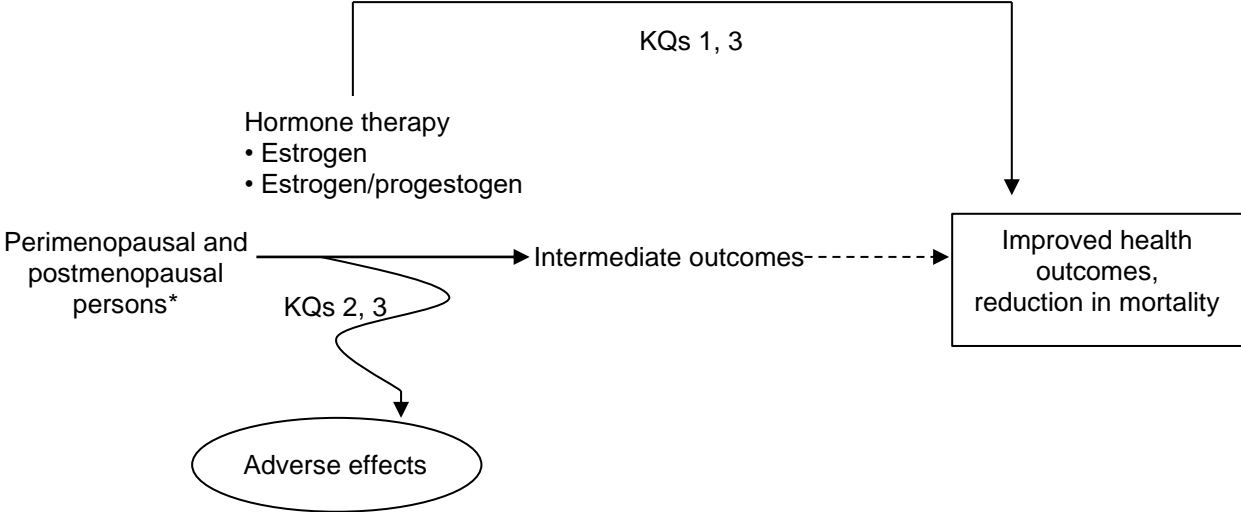 KQs 1, 3
Hormone therapy
• Estrogen
• Estrogen/progestogen
Perimenopausal and
postmenopausal
persons*
Intermediate outcomes
Improved health
outcomes,
reduction in mortality
KQs 2, 3
Adverse effects